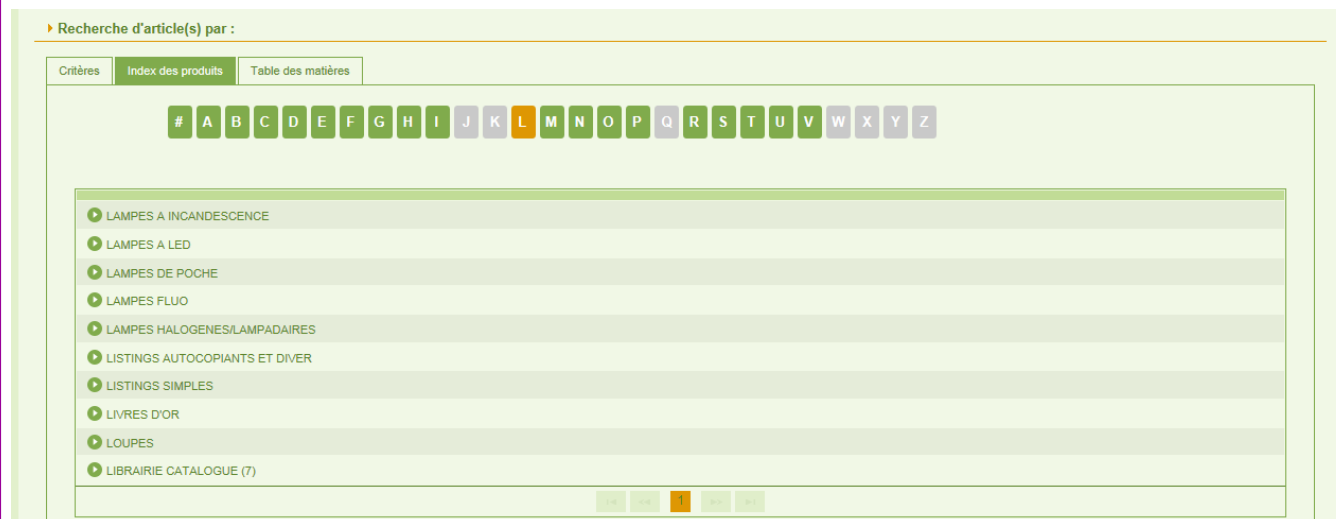 Recherche d'article(s) par :
Critères Index des produits Table des matières
# A B C D E F G H I J K L M N O P Q R S T U V W X Y Z
LAMPES A INCANDESCENCE
LAMPES A LED
LAMPES DE POCHE
LAMPES FLUO
LAMPES HALOGENES/LAMPADAIRES
LISTINGS AUTOCOPIANTS ET DIVER
LISTINGS SIMPLES
LIVRES D'OR
LOUPES
LIBRAIRIE CATALOGUE (7)
1